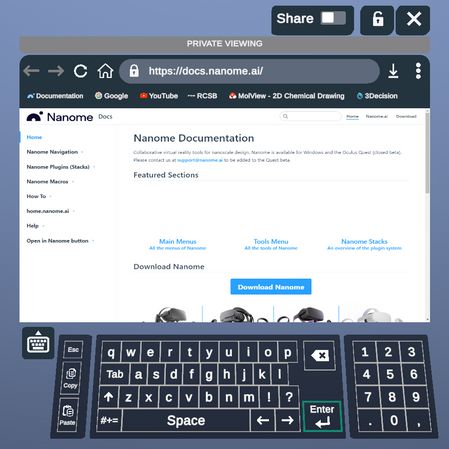 Share
PRIVATE VIEWING
https://docs.nanome.ai/
Documentation Google YouTube RCSB MolView - 2D Chemical Drawing 3Decision
Nanome Docs Home Nanome.ai Download
Home
Nanome Navigation
Nanome Plugins (Stacks)
Nanome Macros
How To
home.nanome.ai
Help
Open in Nanome button
Nanome Documentation
Collaborative virtual reality tools for nanoscale design. Nanome is available for Windows and the Oculus Quest (closed beta).
Please contact us at support@nanome.ai to be added to the Quest beta.
Featured Sections
Main Menus Tools Menu Nanome Stacks
All the menus of Nanome All the tools of Nanome An overview of the plugin system
Download Nanome
Download Nanome
Esc q w e r t y u i o p 1 2 3
Copy Tab a s d f g h j k l 4 5 6
z x c v b n m ! ? 7 8 9
Paste #+= Space Enter . 0 ,